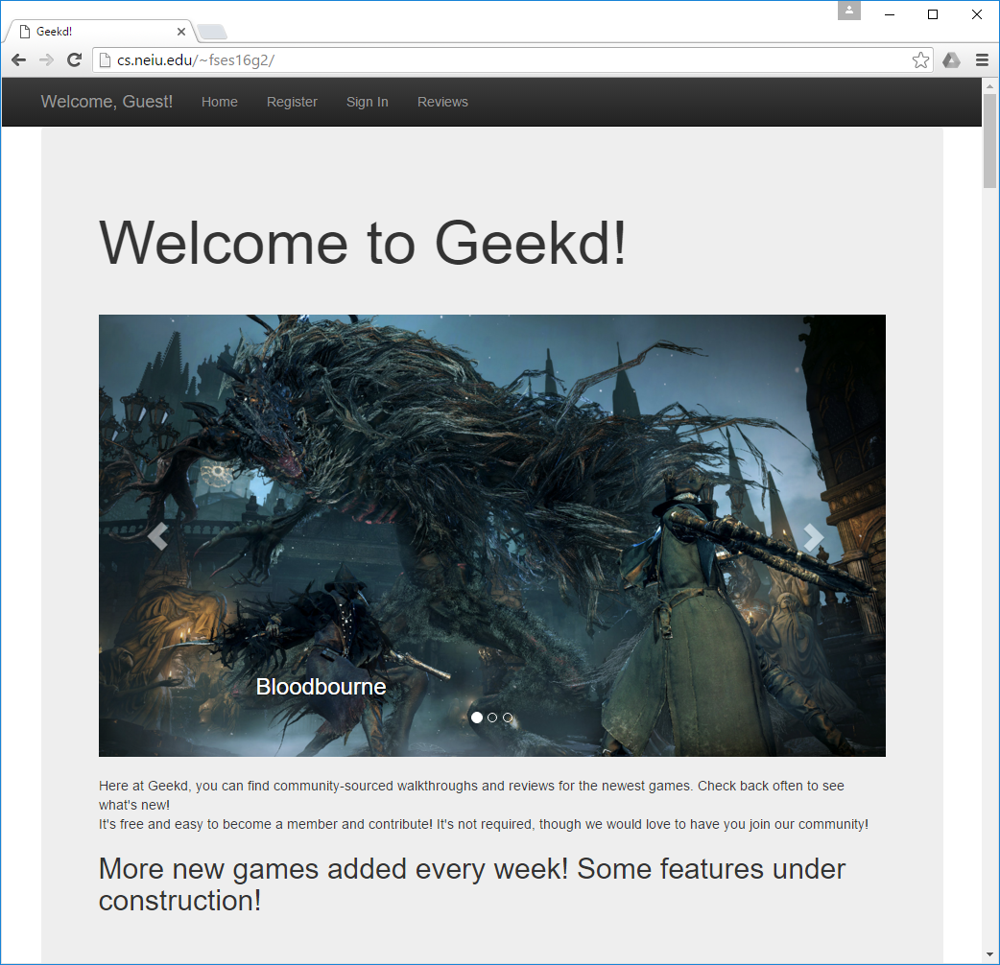 Geekd!
cs.neiu.edu/~fses16g2/
Welcome, Guest! Home Register Sign In Reviews
Welcome to Geekd!
Bloodbourne
Here at Geekd, you can find community-sourced walkthroughs and reviews for the newest games. Check back often to see
what's new!
It's free and easy to become a member and contribute! It's not required, though we would love to have you join our community!
More new games added every week! Some features under
construction!